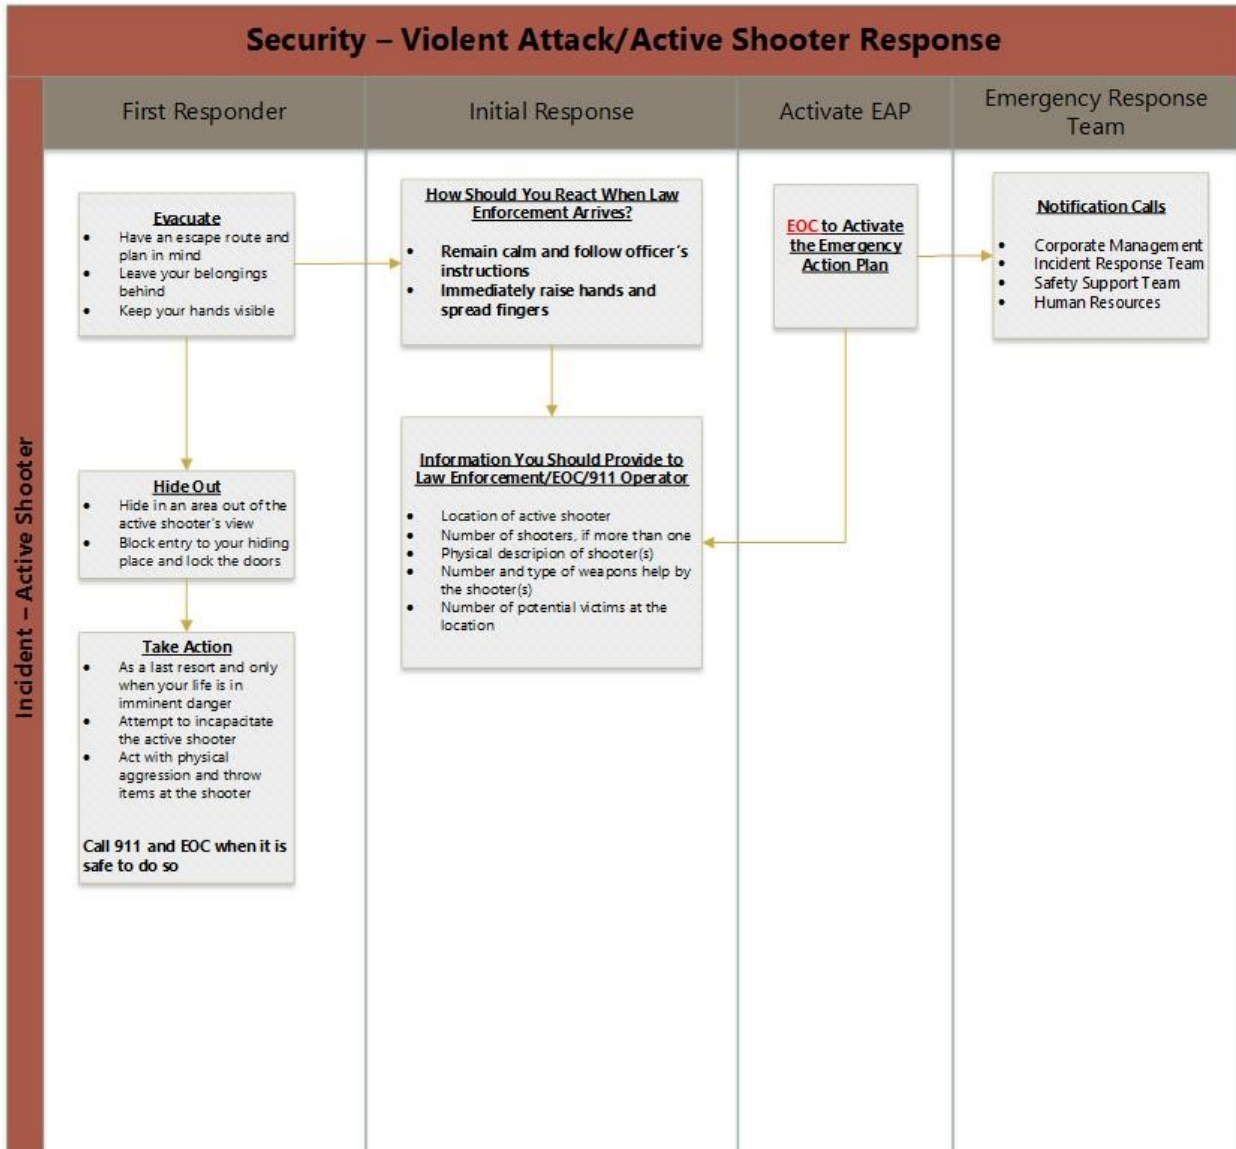 Security – Violent Attack/Active Shooter Response
Incident – Active Shooter
First Responder
Initial Response
Activate EAP
Emergency Response
Team
Evacuate
• Have an escape route and
plan in mind
• Leave your belongings
behind
• Keep your hands visible
Hide Out
• Hide in an area out of the
active shooter's view
• Block entry to your hiding
place and lock the doors
Take Action
• As a last resort and only
when your life is in
imminent danger
• Attempt to incapacitate
the active shooter
• Act with physical
aggression and throw
items at the shooter
Call 911 and EOC when it is
safe to do so
How Should You React When Law
Enforcement Arrives?
• Remain calm and follow officer's
instructions
• Immediately raise hands and
spread fingers
Information You Should Provide to
Law Enforcement/EOC/911 Operator
• Location of active shooter
• Number of shooters, if more than one
• Physical descripion of shooter(s)
• Number and type of weapons help by
the shooter(s)
• Number of potential victims at the
location
EOC to Activate
the Emergency
Action Plan
Notification Calls
• Corporate Management
• Incident Response Team
• Safety Support Team
• Human Resources